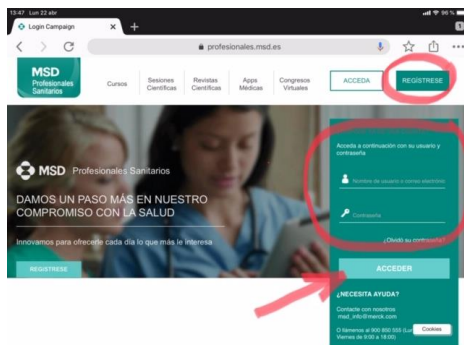 13:47 Lun 22 abr
96 %
Login Campaign
profesionales.msd.es
MSD
Profesionales
Sanitarios
Cursos
Sesiones
Científicas
Revistas
Científicas
Apps
Médicas
Congresos
Virtuales
ACCEDA
REGÍSTRESE
MSD Profesionales Sanitarios
DAMOS UN PASO MÁS EN NUESTRO
COMPROMISO CON LA SALUD
Innovamos para ofrecerle cada día lo que más le interesa
REGÍSTRESE
Acceda a continuación con su usuario y
contraseña
Nombre de usuario o correo electrónico
Contraseña
¿Olvidó su contraseña?
ACCEDER
¿NECESITA AYUDA?
Contacte con nosotros
msd_info@merck.com
O llámenos al 900 800 555 (Lun
Viernes de 9:00 a 18:00)
Cookies